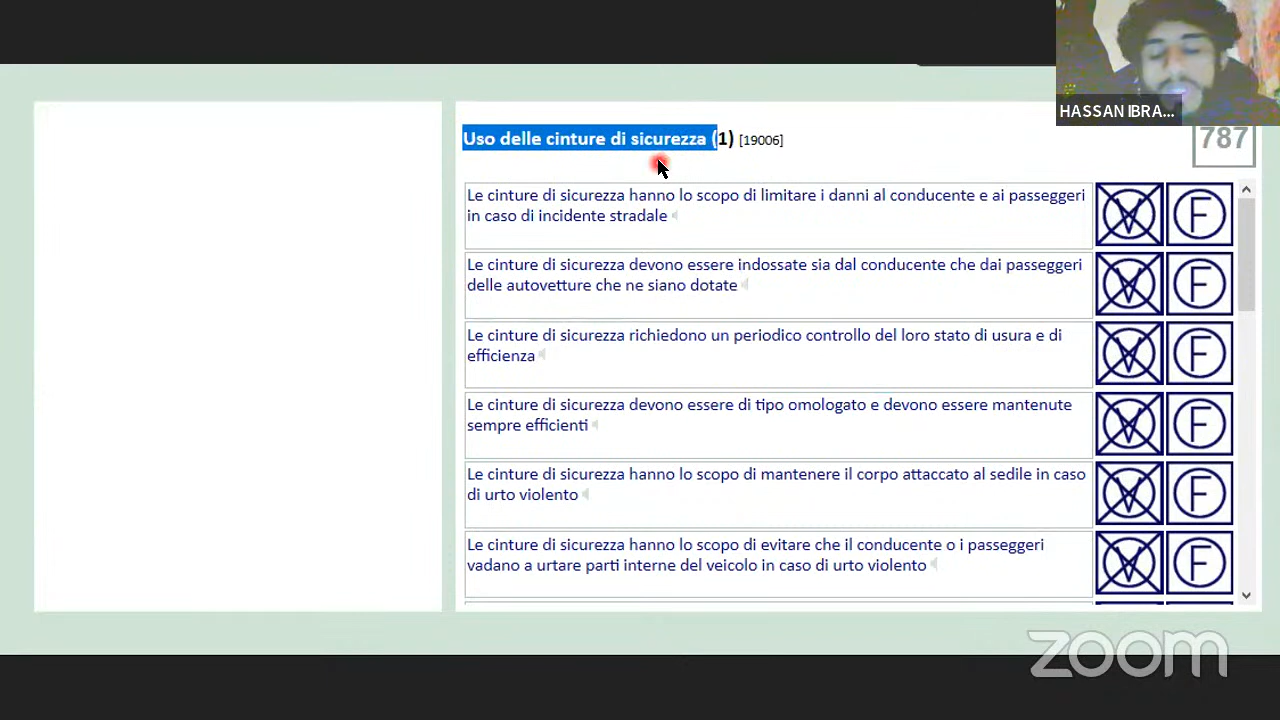 HASSAN IBRA...
Uso delle cinture di sicurezza (1) [19006]
787
Le cinture di sicurezza hanno lo scopo di limitare i danni al conducente e ai passeggeri
in caso di incidente stradale
V F
Le cinture di sicurezza devono essere indossate sia dal conducente che dai passeggeri
delle autovetture che ne siano dotate
V F
Le cinture di sicurezza richiedono un periodico controllo del loro stato di usura e di
efficienza
V F
Le cinture di sicurezza devono essere di tipo omologato e devono essere mantenute
sempre efficienti
V F
Le cinture di sicurezza hanno lo scopo di mantenere il corpo attaccato al sedile in caso
di urto violento
V F
Le cinture di sicurezza hanno lo scopo di evitare che il conducente o i passeggeri
vadano a urtare parti interne del veicolo in caso di urto violento
V F
zoom